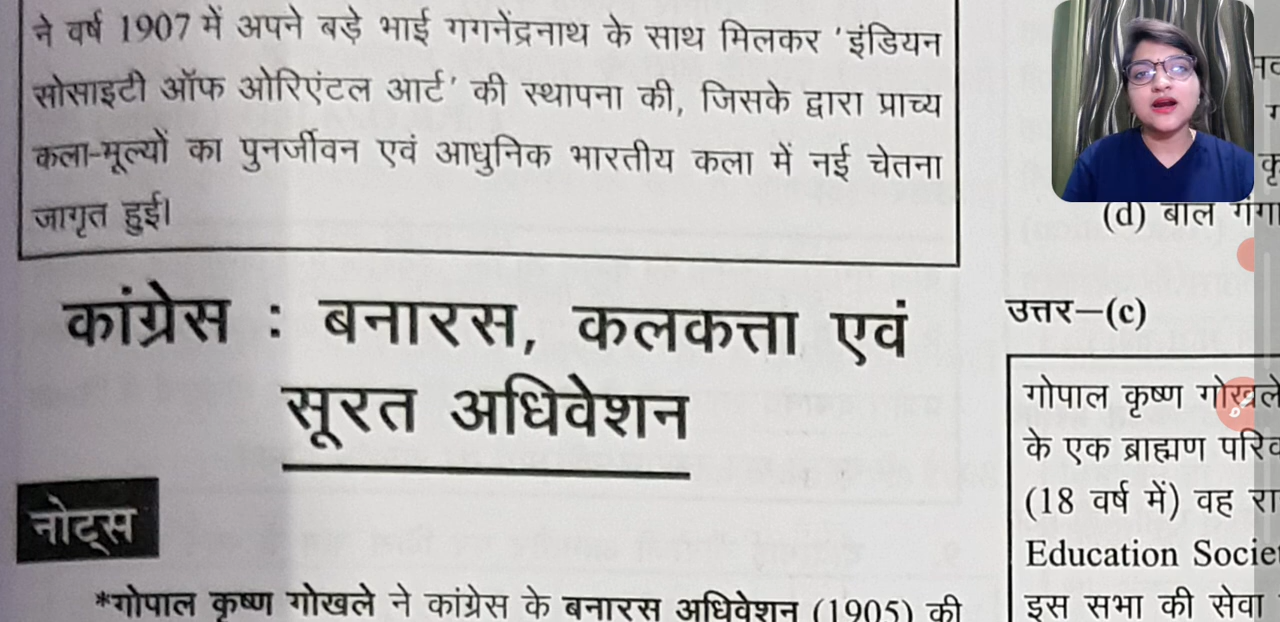 ने वर्ष 1907 में अपने बड़े भाई गगनेंद्रनाथ के साथ मिलकर 'इंडियन
सोसाइटी ऑफ ओरिएंटल आर्ट' की स्थापना की, जिसके द्वारा प्राच्य
कला-मूल्यों का पुनर्जीवन एवं आधुनिक भारतीय कला में नई चेतना
जागृत हुई।
कांग्रेस : बनारस, कलकत्ता एवं
सूरत अधिवेशन
नोट्स
*गोपाल कृष्ण गोखले ने कांग्रेस के बनारस अधिवेशन (1905) की
(d) बाल गंगा
उत्तर–(c)
गोपाल कृष्ण गोखले
के एक ब्राह्मण
(18 वर्ष में) वह
Education
इस सभा की सेवा